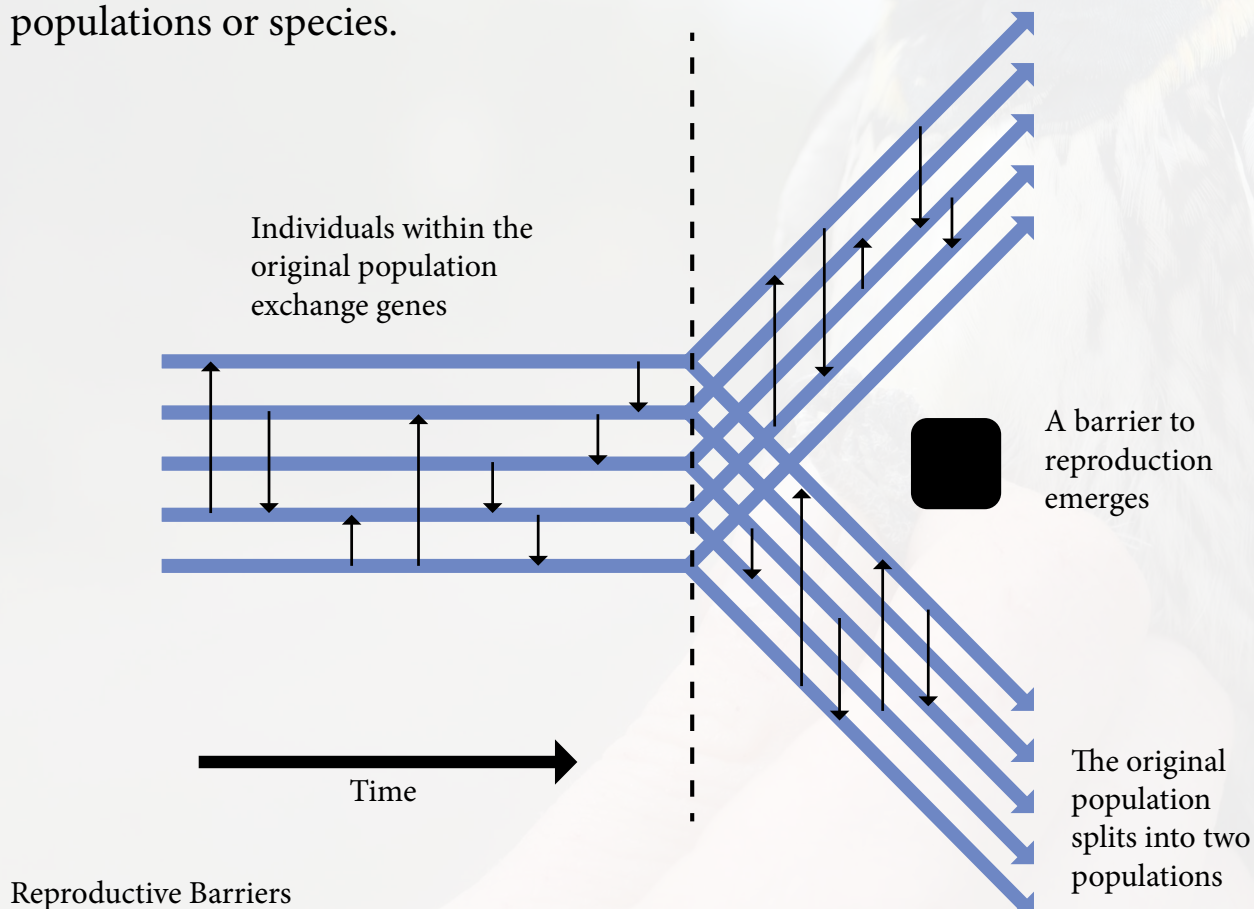 populations or species.
Individuals within the
original population
exchange genes
A barrier to
reproduction
emerges
Time
The original
population
splits into two
populations
Reproductive Barriers